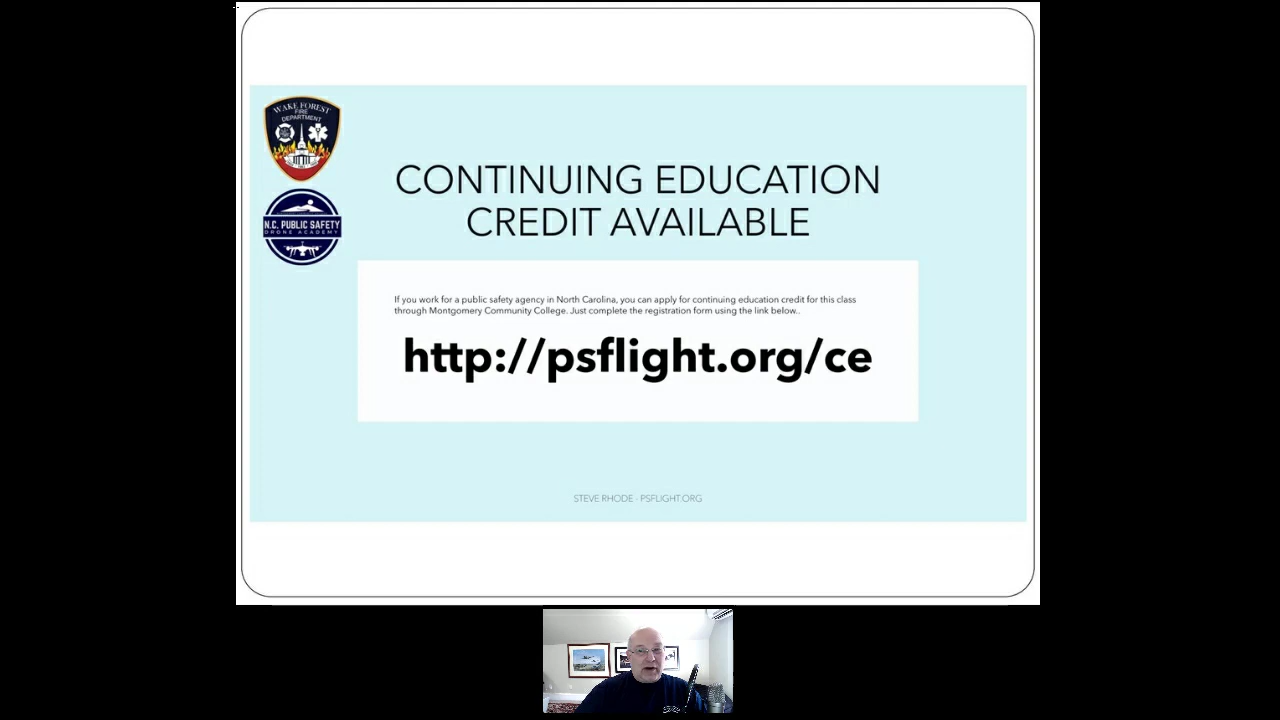 WAKE FOREST
FIRE
DEPARTMENT
N.C. PUBLIC SAFETY
DRONE ACADEMY
CONTINUING EDUCATION
CREDIT AVAILABLE
If you work for a public safety agency in North Carolina, you can apply for continuing education credit for this class
through Montgomery Community College. Just complete the registration form using the link below..
http://psflight.org/ce
STEVE RHODE - PSFLIGHT.ORG